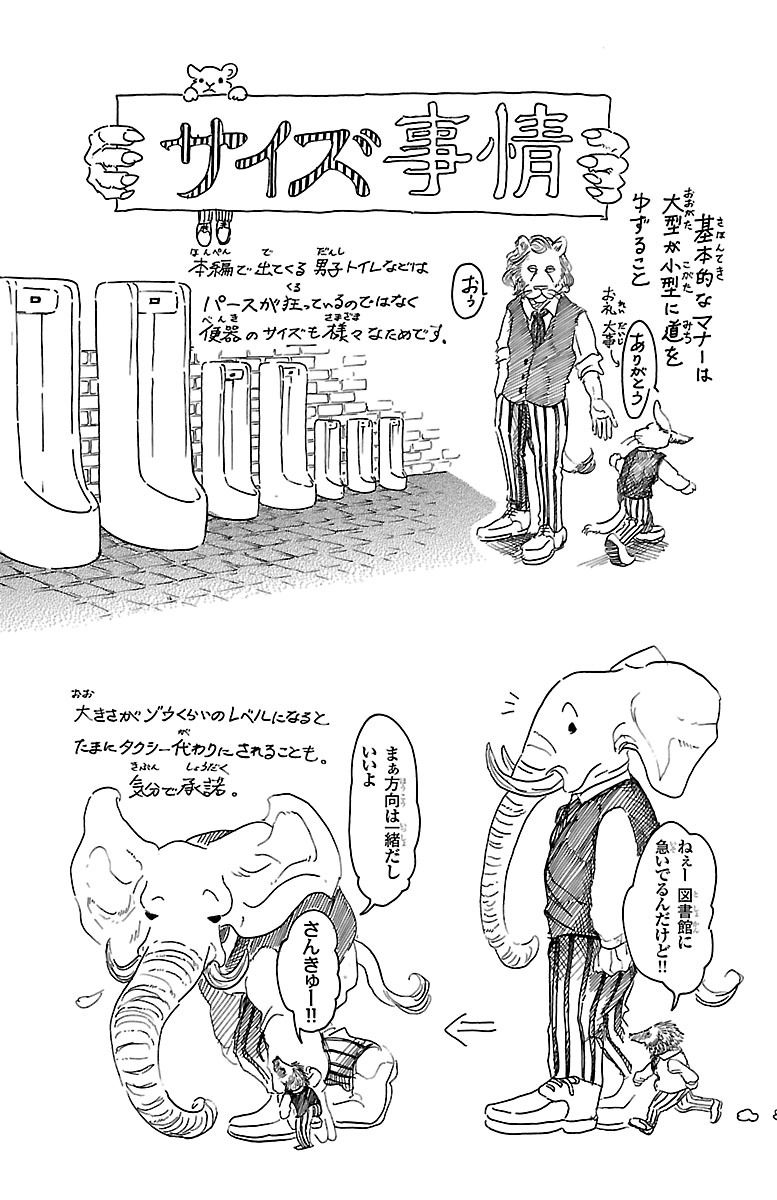 サイズ事情
基本的なマナーは
大型が小型に道を
ゆずること
お礼
大事
ありがとう
おう
本編で出てくる男子トイレなどは
パースが狂っているのではなく
便器のサイズも様々なためです。
ねぇー図書館に
急いでるんだけど!!
大きさがゾウくらいのレベルになると
たまにタクシー代わりにされることも。
気分で承諾。
まぁ方向は一緒だし
いいよ
さんきゅー!!